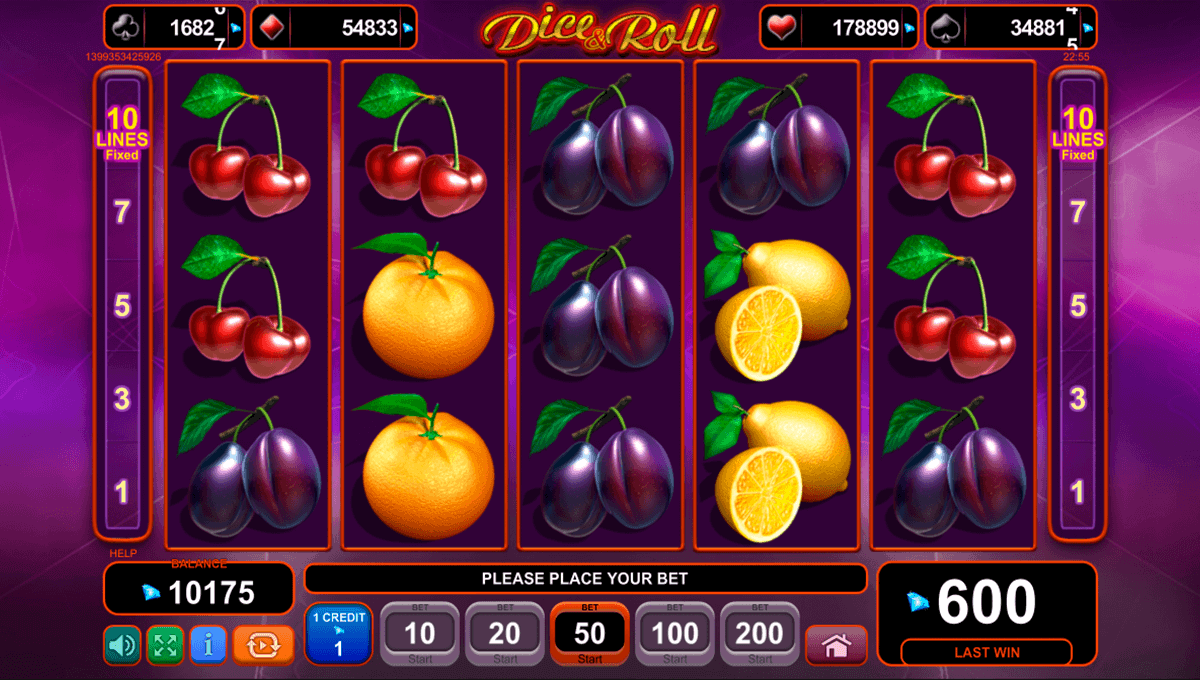 1682
54833
Dice & Roll
178899
34881
1399353425926
22:55
10
LINES
Fixed
7
5
3
1
10
LINES
Fixed
7
5
3
1
HELP
BALANCE
10175
PLEASE PLACE YOUR BET
600
LAST WIN
1 CREDIT
1
BET
10
Start
BET
20
Start
BET
50
Start
BET
100
Start
BET
200
Start
i